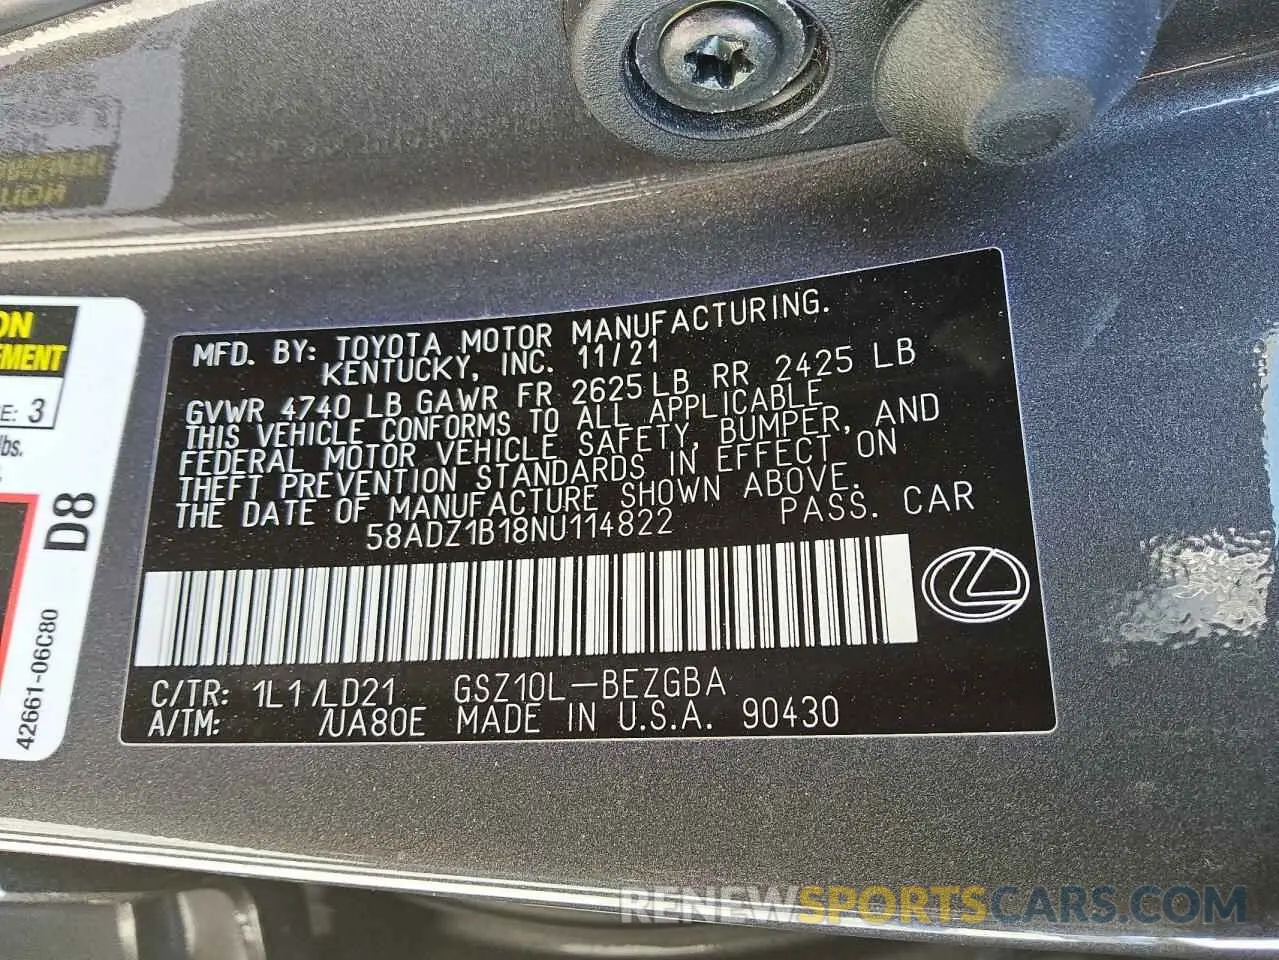 MFD. BY: TOYOTA MOTOR MANUFACTURING.
KENTUCKY, INC. 11/21
GVWR 4740 LB GAWR FR 2625 LB RR 2425 LB
THIS VEHICLE CONFORMS TO ALL APPLICABLE
FEDERAL MOTOR VEHICLE SAFETY, BUMPER, AND
THEFT PREVENTION STANDARDS IN EFFECT ON
THE DATE OF MANUFACTURE SHOWN ABOVE.
58ADZ1B18NU114822 PASS. CAR
C/TR: 1L1/LD21 GSZ10L-BEZGBA
A/TM: /UA80E MADE IN U.S.A. 90430
ON
EMENT
E: 3
lbs.
D8
42661-06C80
RENEWSPORTSCARS.COM